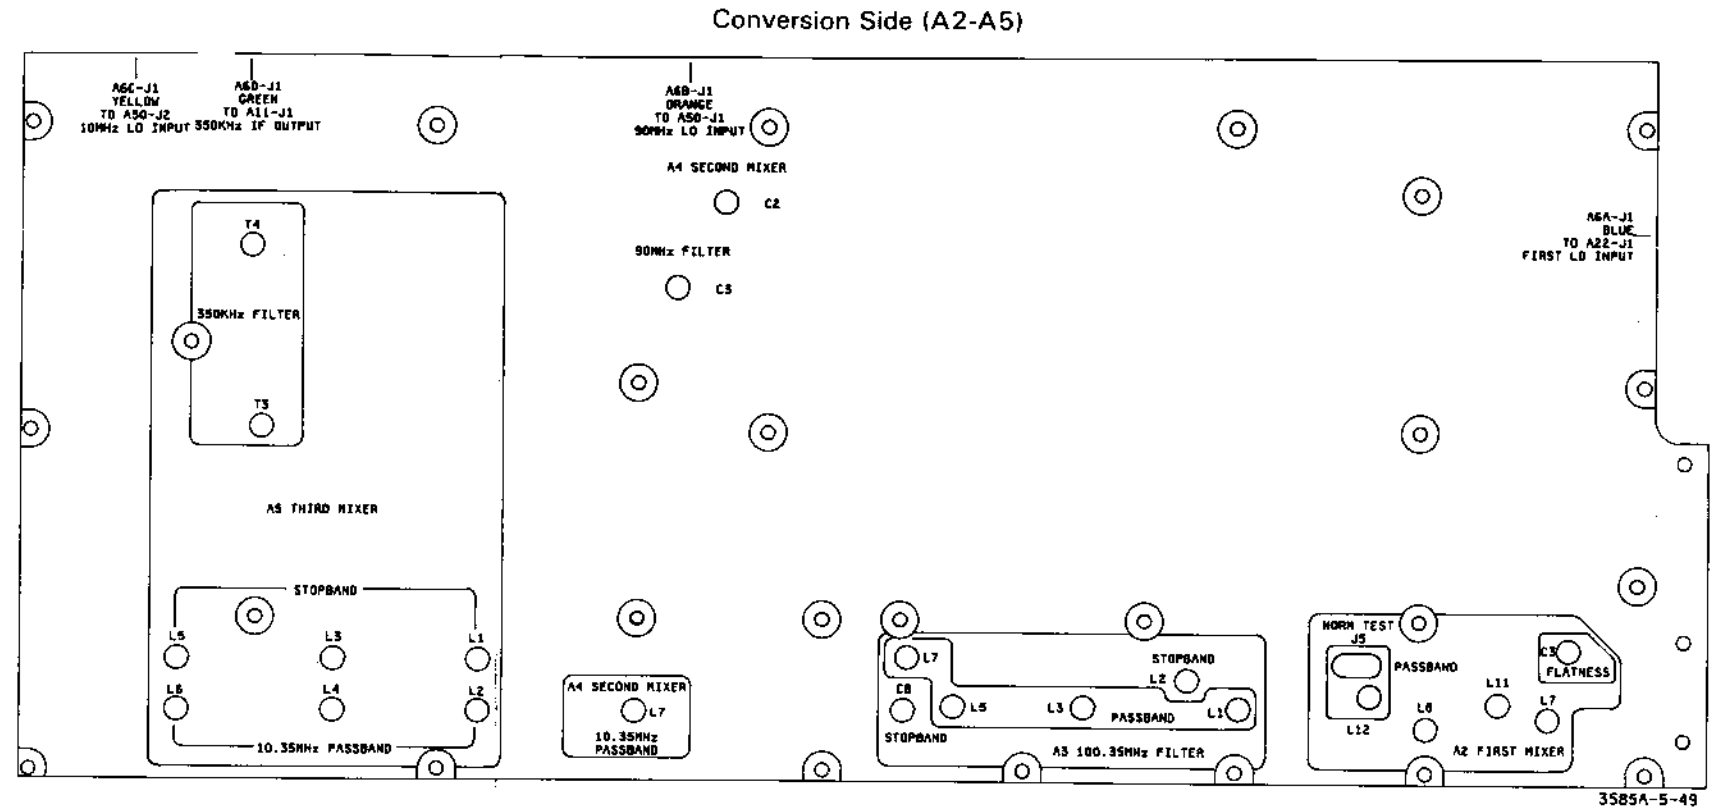 Conversion Side (A2-A5)
A6C-J1
YELLOW
TO A50-J2
10MHz LO INPUT
A6D-J1
GREEN
TO A11-J1
350KHz IF OUTPUT
A6B-J1
ORANGE
TO A50-J1
90MHz LO INPUT
A4 SECOND MIXER
C2
90MHz FILTER
C3
A6A-J1
BLUE
TO A22-J1
FIRST LO INPUT
T4
350KHz FILTER
T3
A5 THIRD MIXER
STOPBAND
L5
L3
L1
L6
L4
L2
10.35MHz PASSBAND
A4 SECOND MIXER
L7
10.35MHz
PASSBAND
L7
STOPBAND
L2
C8
L5
L3
PASSBAND
L1
STOPBAND
A3 100.35MHz FILTER
NORM TEST
J5
PASSBAND
L12
C3
FLATNESS
L11
L7
L6
A2 FIRST MIXER
3585A-5-49